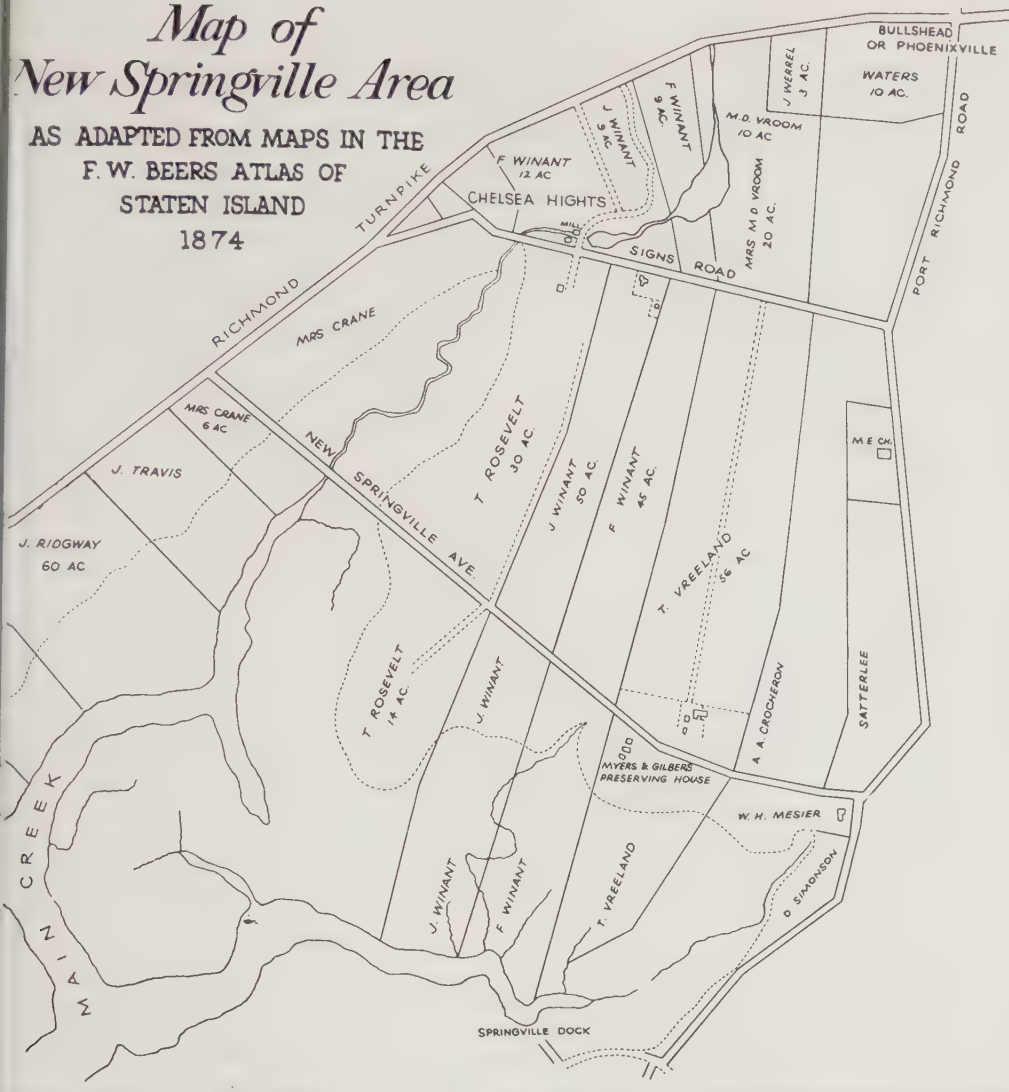 Map of
New Springville Area
AS ADAPTED FROM MAPS IN THE
F. W. BEERS ATLAS OF
STATEN ISLAND
1874
BULLSHEAD
OR PHOENIXVILLE
WATERS
10 AC.
J WERREL
3 AC.
M.D. VROOM
10 AC
MRS M D VROOM
20 AC.
F WINANT
9 AC.
J WINANT
9 AC
F WINANT
12 AC
CHELSEA HIGHTS
MILL
SIGNS ROAD
PORT RICHMOND ROAD
RICHMOND TURNPIKE
MRS CRANE
MRS CRANE
6 AC
J. TRAVIS
J. RIDGWAY
60 AC
NEW SPRINGVILLE AVE.
T ROSEVELT
30 AC.
J WINANT
50 AC.
F WINANT
45 AC.
T. VREELAND
56 AC
M E CH.
A A. CROCHERON
SATTERLEE
T ROSEVELT
14 AC.
J. WINANT
MYERS & GILBERS
PRESERVING HOUSE
W. H. MESIER
O SIMONSON
J. WINANT
F WINANT
T. VREELAND
MAIN CREEK
SPRINGVILLE DOCK